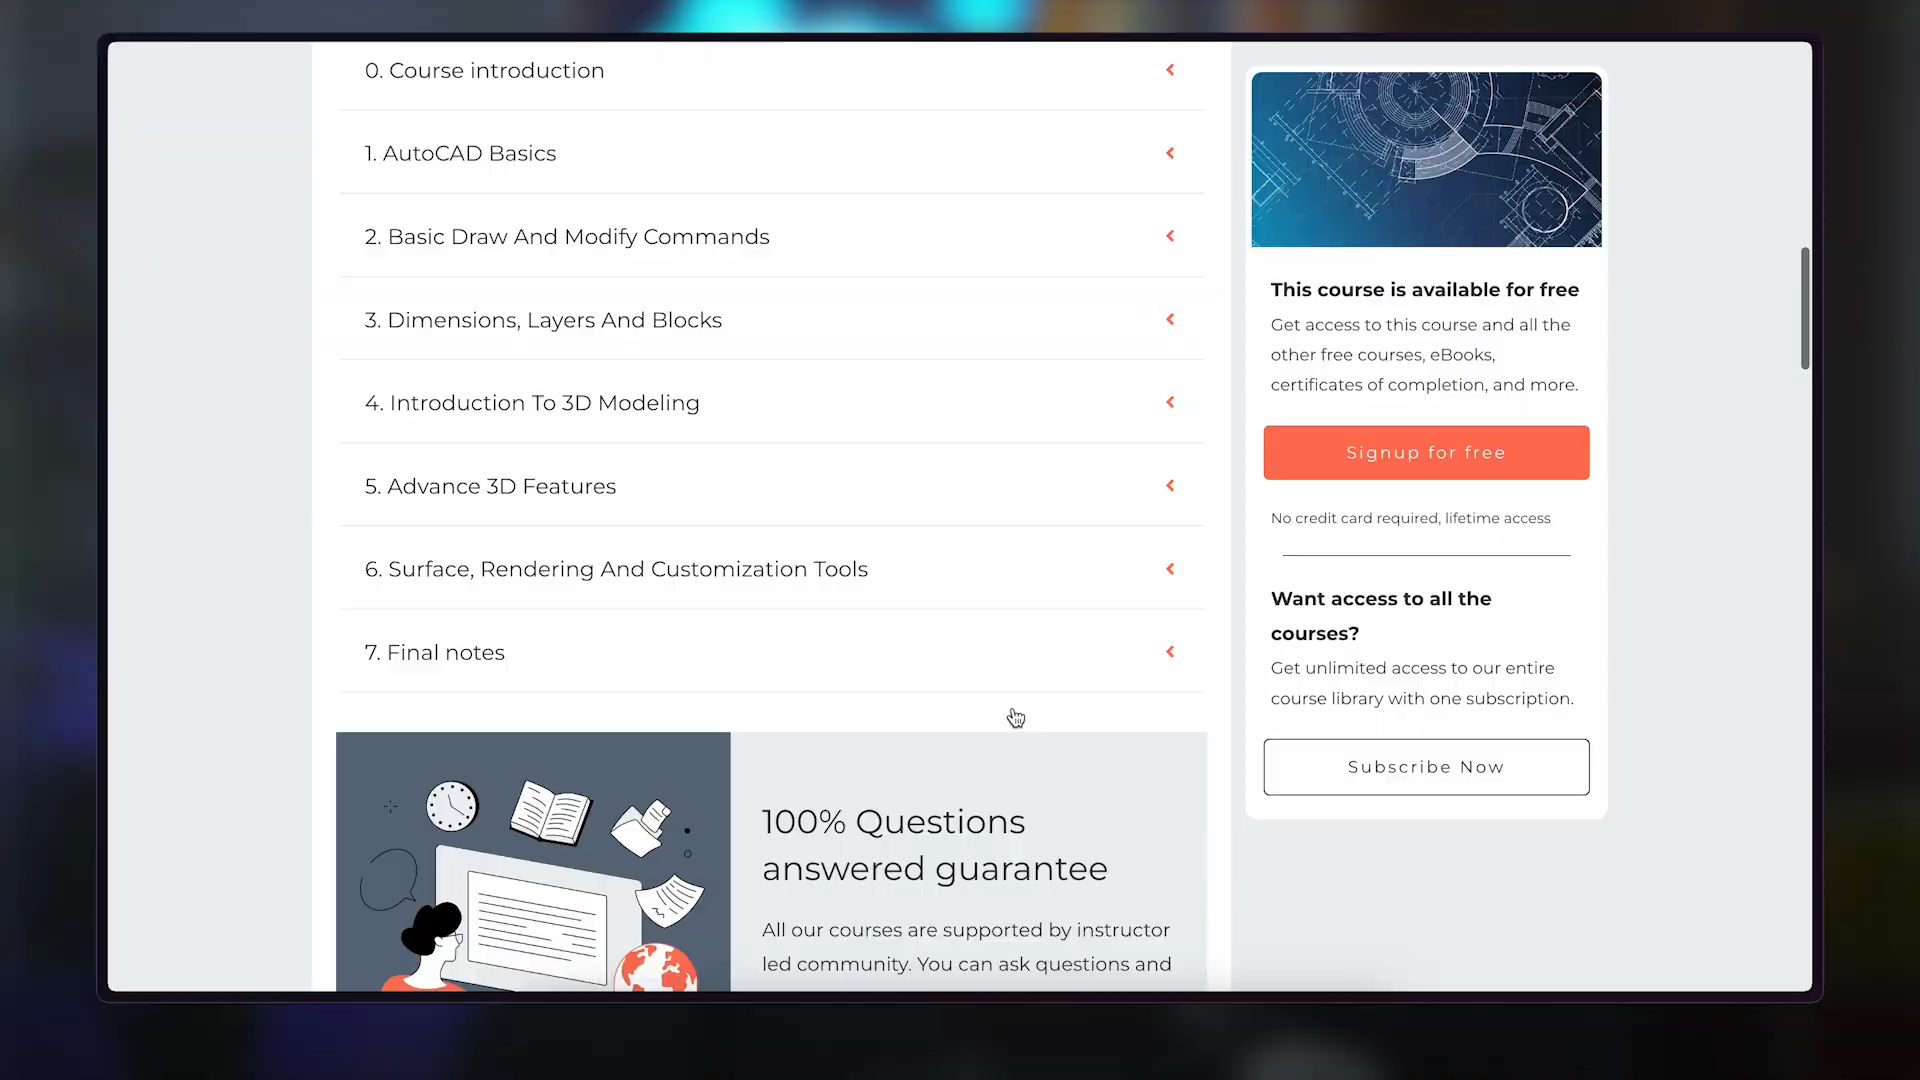 0. Course introduction
1. AutoCAD Basics
2. Basic Draw And Modify Commands
3. Dimensions, Layers And Blocks
4. Introduction To 3D Modeling
5. Advance 3D Features
6. Surface, Rendering And Customization Tools
7. Final notes
100% Questions
answered guarantee
All our courses are supported by instructor
led community. You can ask questions and
This course is available for free
Get access to this course and all the
other free courses, eBooks,
certificates of completion, and more.
Signup for free
No credit card required, lifetime access
Want access to all the
courses?
Get unlimited access to our entire
course library with one subscription.
Subscribe Now